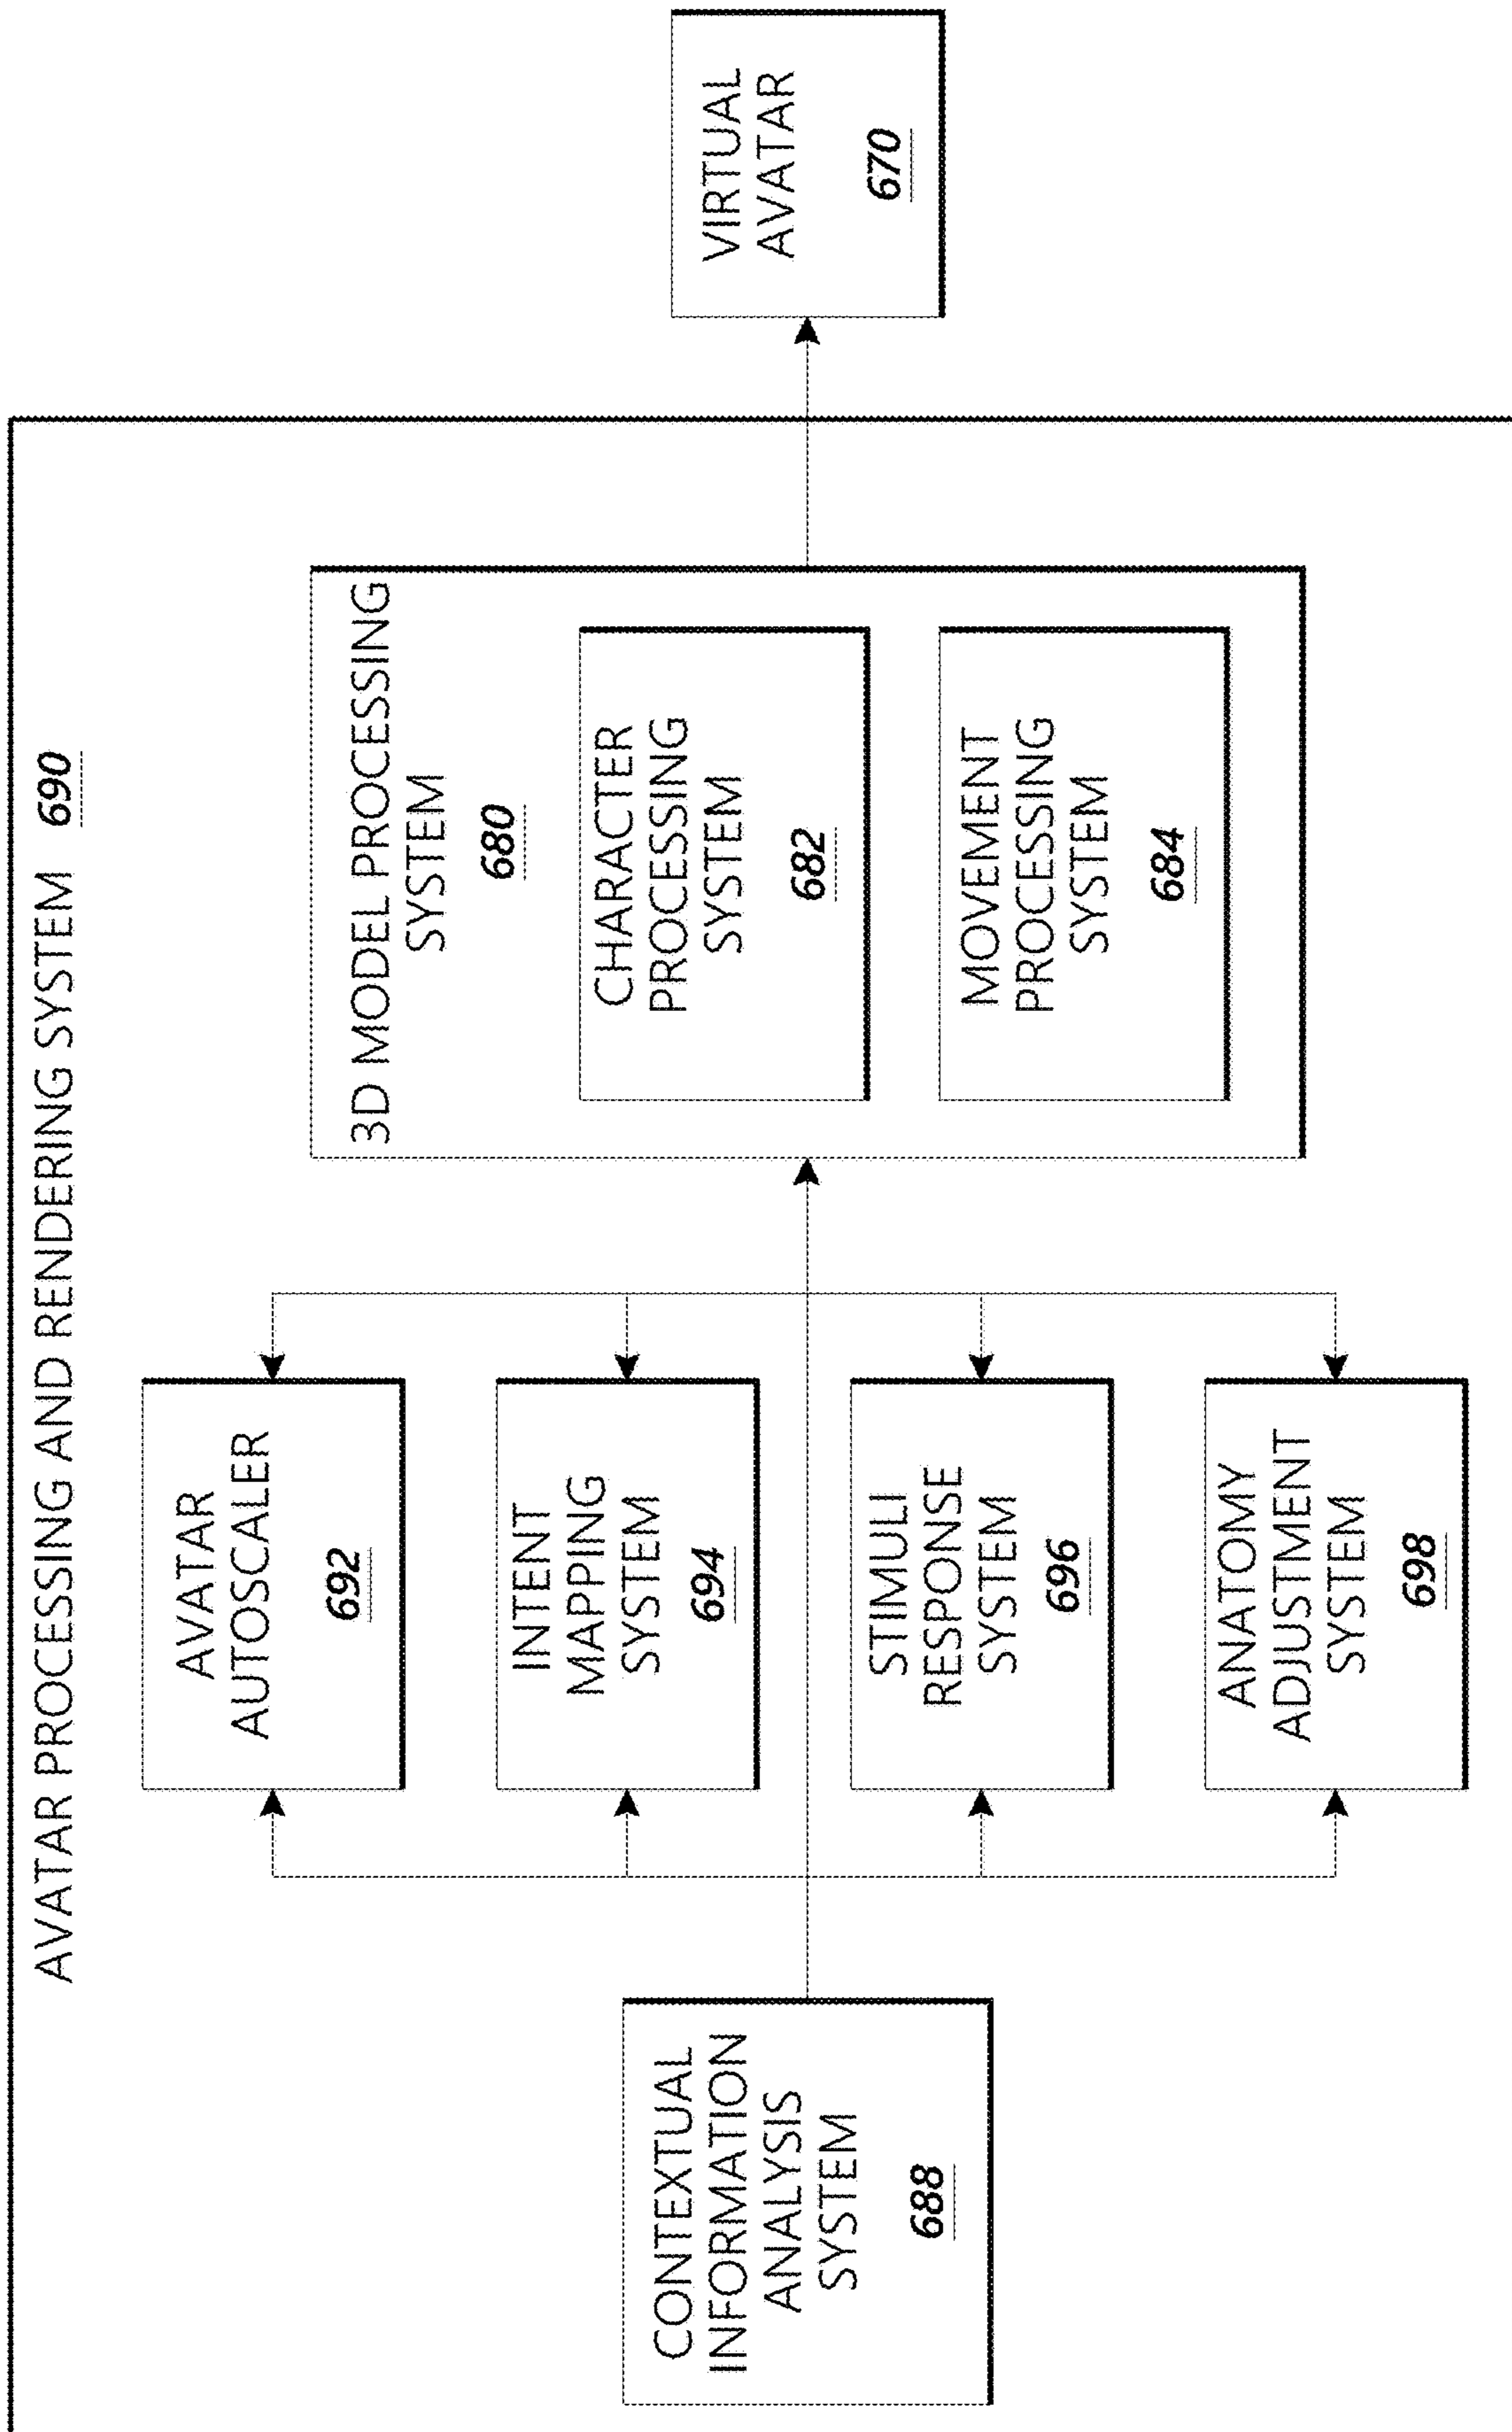 AVATAR PROCESSING AND RENDERING SYSTEM 690
CONTEXTUAL
INFORMATION
ANALYSIS
SYSTEM
688
AVATAR
AUTOSCALER
692
INTENT
MAPPING
SYSTEM
694
STIMULI
RESPONSE
SYSTEM
696
ANATOMY
ADJUSTMENT
SYSTEM
698
3D MODEL PROCESSING
SYSTEM
680
CHARACTER
PROCESSING
SYSTEM
682
MOVEMENT
PROCESSING
SYSTEM
684
VIRTUAL
AVATAR
670